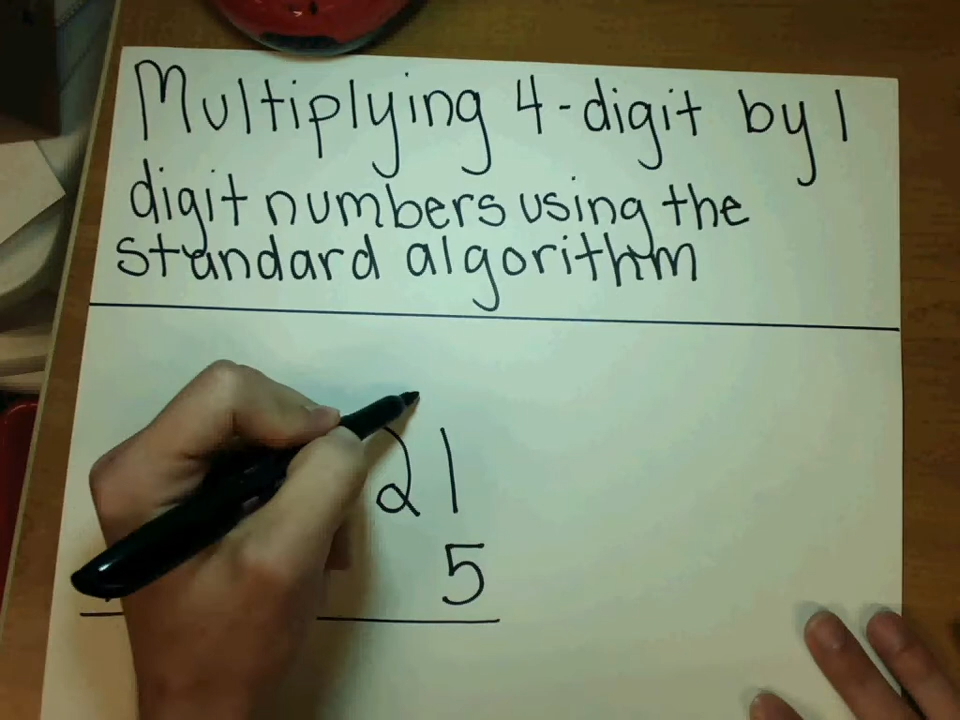 Multiplying 4-digit by 1
digit numbers using the
standard algorithm
21
5